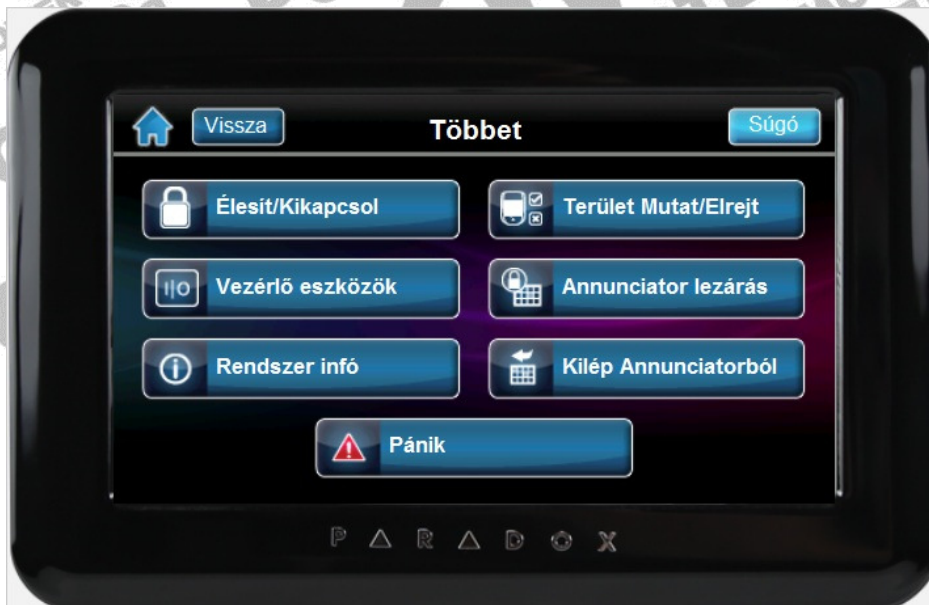 Vissza
Többet
Súgó
Élesít/Kikapcsol
Terület Mutat/Elrejt
Vezérlő eszközök
Annunciator lezárás
Rendszer infó
Kilép Annunciatorból
Pánik
PARADOX